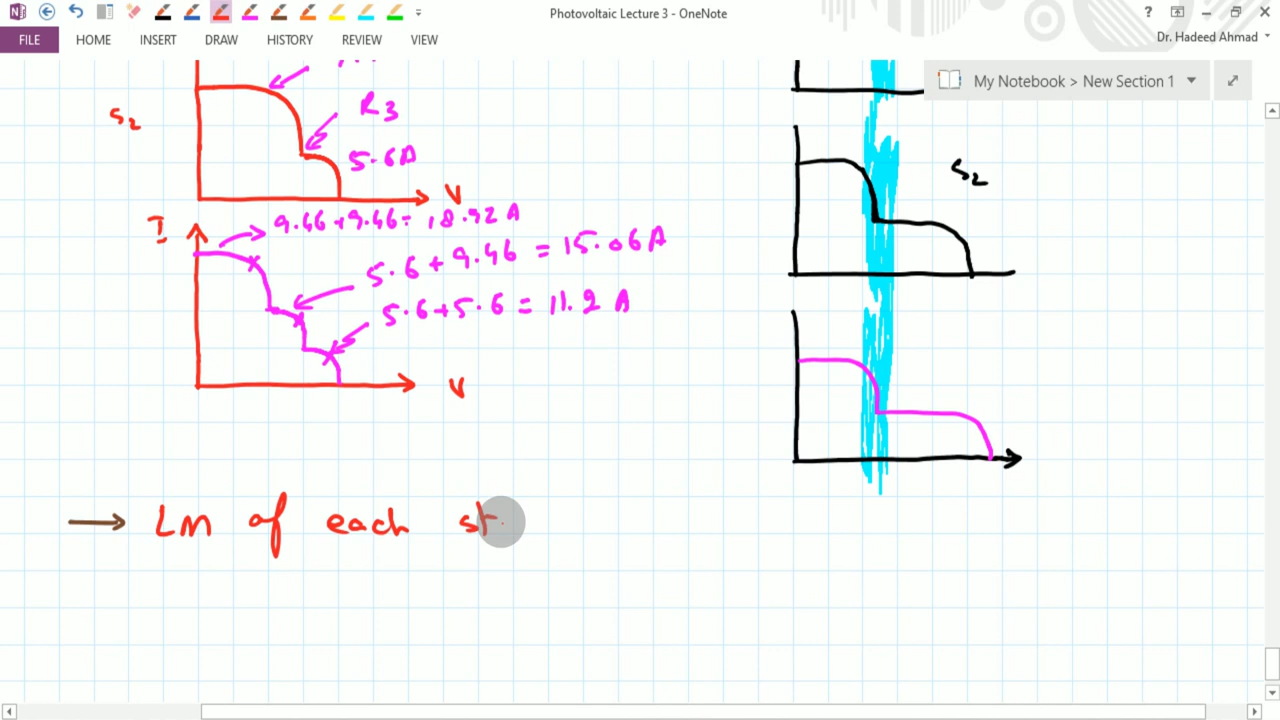 Photovoltaic Lecture 3 - OneNote
Dr. Hadeed Ahmad
FILE HOME INSERT DRAW HISTORY REVIEW VIEW
My Notebook > New Section 1
S2
R3
5.6A
V
I
9.46+9.46= 18.92 A
5.6+9.46 = 15.06A
5.6+5.6 = 11.2 A
V
S2
→ LM of each st